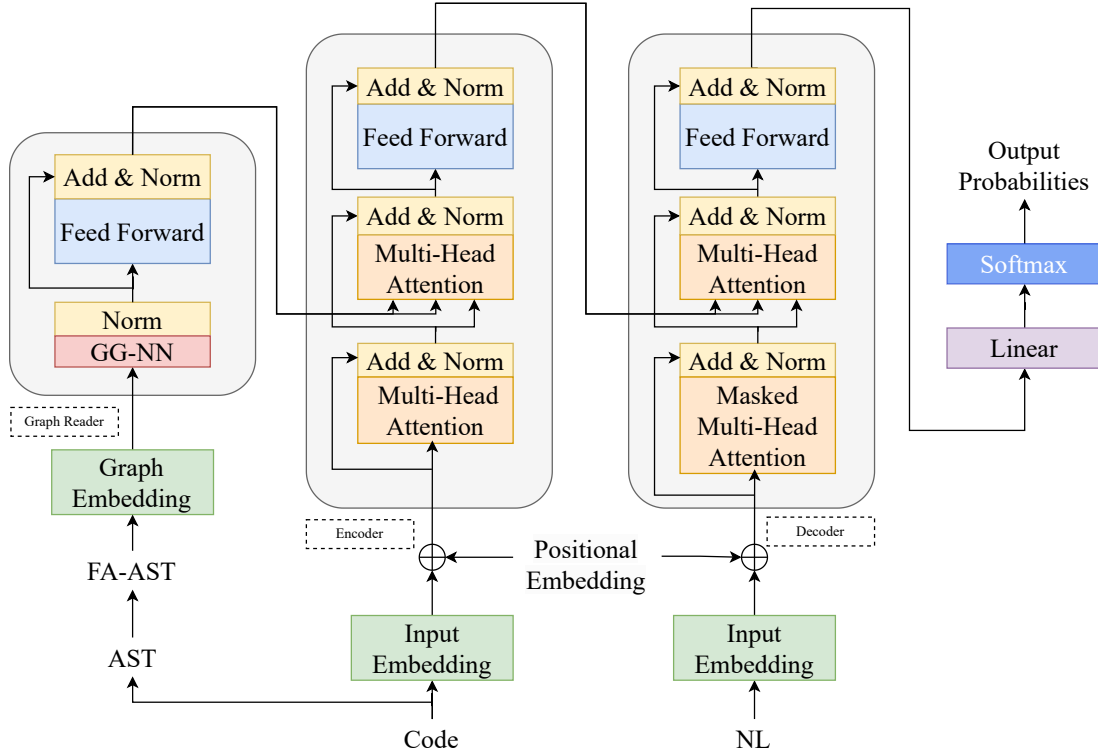 Add & Norm
Feed Forward
Norm
GG-NN
Graph Reader
Graph
Embedding
FA-AST
AST
Add & Norm
Feed Forward
Add & Norm
Multi-Head
Attention
Add & Norm
Multi-Head
Attention
Encoder
Input
Embedding
Code
Positional
Embedding
Add & Norm
Feed Forward
Add & Norm
Multi-Head
Attention
Add & Norm
Masked
Multi-Head
Attention
Decoder
Input
Embedding
NL
Output
Probabilities
Softmax
Linear